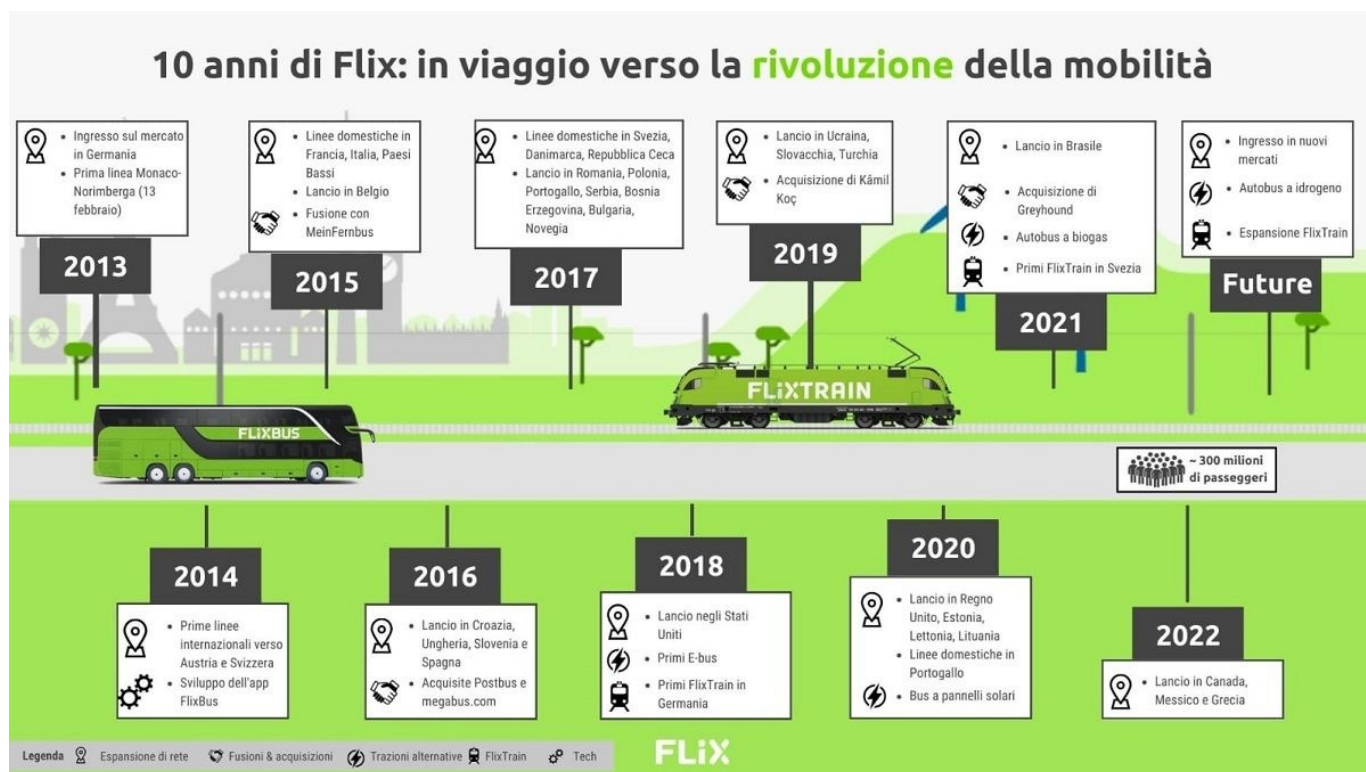 10 anni di Flix: in viaggio verso la rivoluzione della mobilità
• Ingresso sul mercato
in Germania
• Prima linea Monaco-
Norimberga (13
febbraio)
2013
• Linee domestiche in
Francia, Italia, Paesi
Bassi
• Lancio in Belgio
• Fusione con
MeinFernbus
2015
• Linee domestiche in Svezia,
Danimarca, Repubblica Ceca
• Lancio in Romania, Polonia,
Portogallo, Serbia, Bosnia
Erzegovina, Bulgaria,
Novegia
2017
• Lancio in Ucraina,
Slovacchia, Turchia
• Acquisizione di Kâmil
Koç
2019
• Lancio in Brasile
• Acquisizione di
Greyhound
• Autobus a biogas
• Primi FlixTrain in Svezia
2021
• Ingresso in nuovi
mercati
• Autobus a idrogeno
• Espansione FlixTrain
Future
FLiXBUS
FLiXTRAIN
~ 300 milioni
di passeggeri
2014
• Prime linee
internazionali verso
Austria e Svizzera
• Sviluppo dell'app
FlixBus
2016
• Lancio in Croazia,
Ungheria, Slovenia e
Spagna
• Acquisite Postbus e
megabus.com
2018
• Lancio negli Stati
Uniti
• Primi E-bus
• Primi FlixTrain in
Germania
2020
• Lancio in Regno
Unito, Estonia,
Lettonia, Lituania
• Linee domestiche in
Portogallo
• Bus a pannelli solari
2022
• Lancio in Canada,
Messico e Grecia
Legenda Espansione di rete Fusioni & acquisizioni Trazioni alternative FlixTrain Tech
FLiX